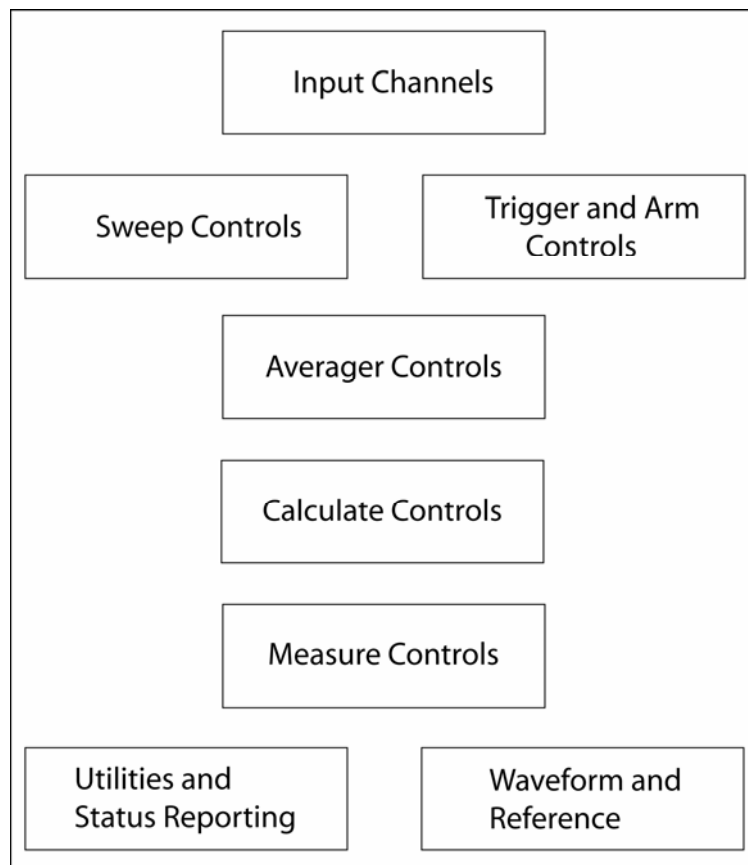 Input Channels
Sweep Controls
Trigger and Arm
Controls
Averager Controls
Calculate Controls
Measure Controls
Utilities and
Status Reporting
Waveform and
Reference